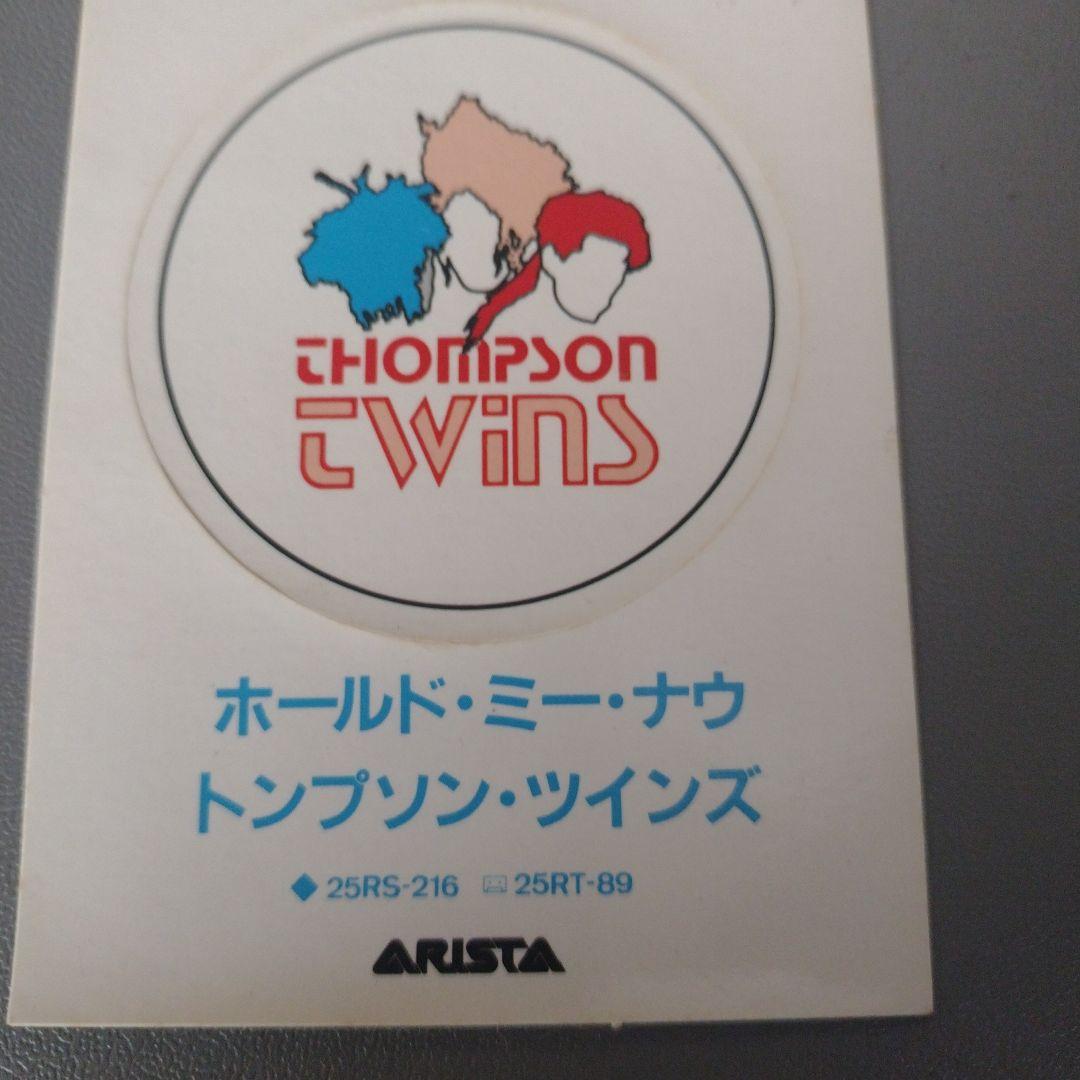 THOMPSON
TWiNS
ホールド・ミー・ナウ
トンプソン・ツインズ
◆ 25RS-216 25RT-89
ARISTA